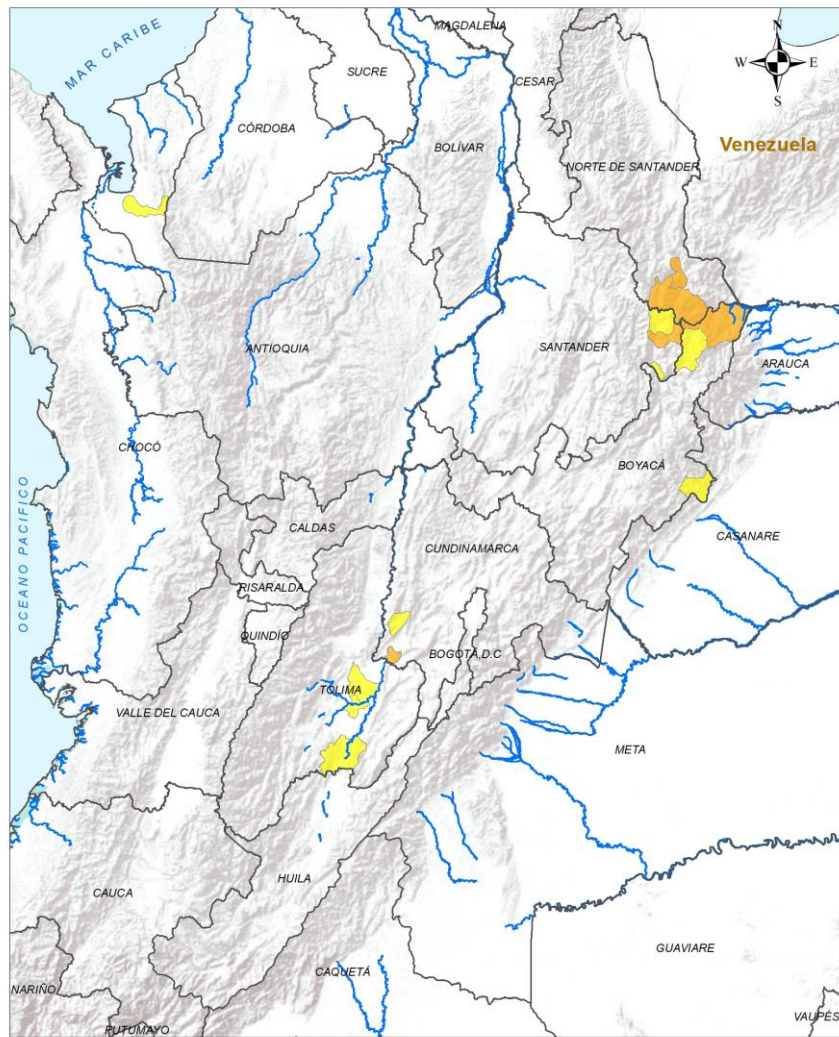 MAGDALENA
MAR CARIBE
N
SUCRE
W
E
CESAR
S
CÓRDOBA
BOLÍVAR
Venezuela
NORTE DE SANTANDER
ANTIOQUIA
SANTANDER
ARAUCA
CHOCÓ
BOYACÁ
OCEANO PACIFICO
CALDAS
CUNDINAMARCA
CASANARE
RISARALDA
QUINDÍO
BOGOTÁ,D.C
TOLIMA
VALLE DEL CAUCA
META
HUILA
CAUCA
GUAVIARE
CAQUETÁ
NARIÑO
VAUPÉS
PUTUMAYO